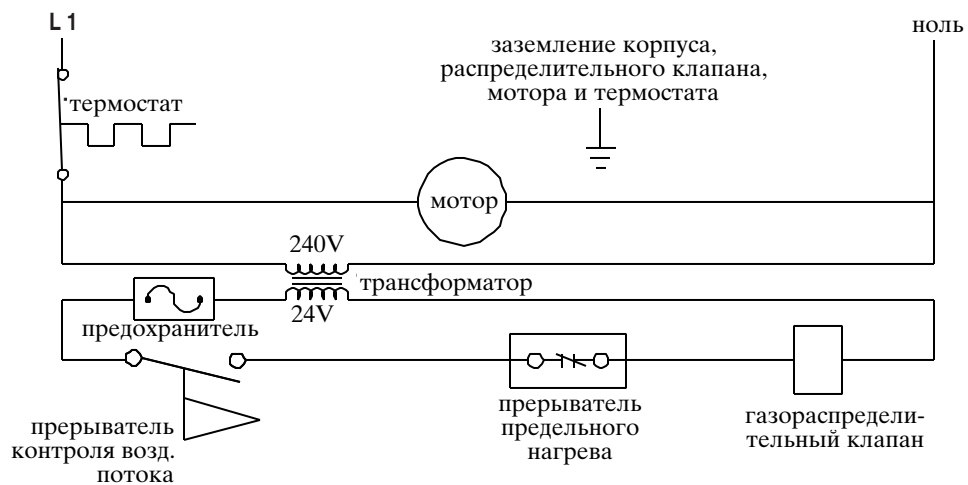 L 1
ноль
заземление корпуса,
распределительного клапана,
мотора и термостата
термостат
мотор
240V
трансформатор
24V
предохранитель
прерыватель
контроля возд.
потока
прерыватель
предельного
нагрева
газораспредели-
тельный клапан